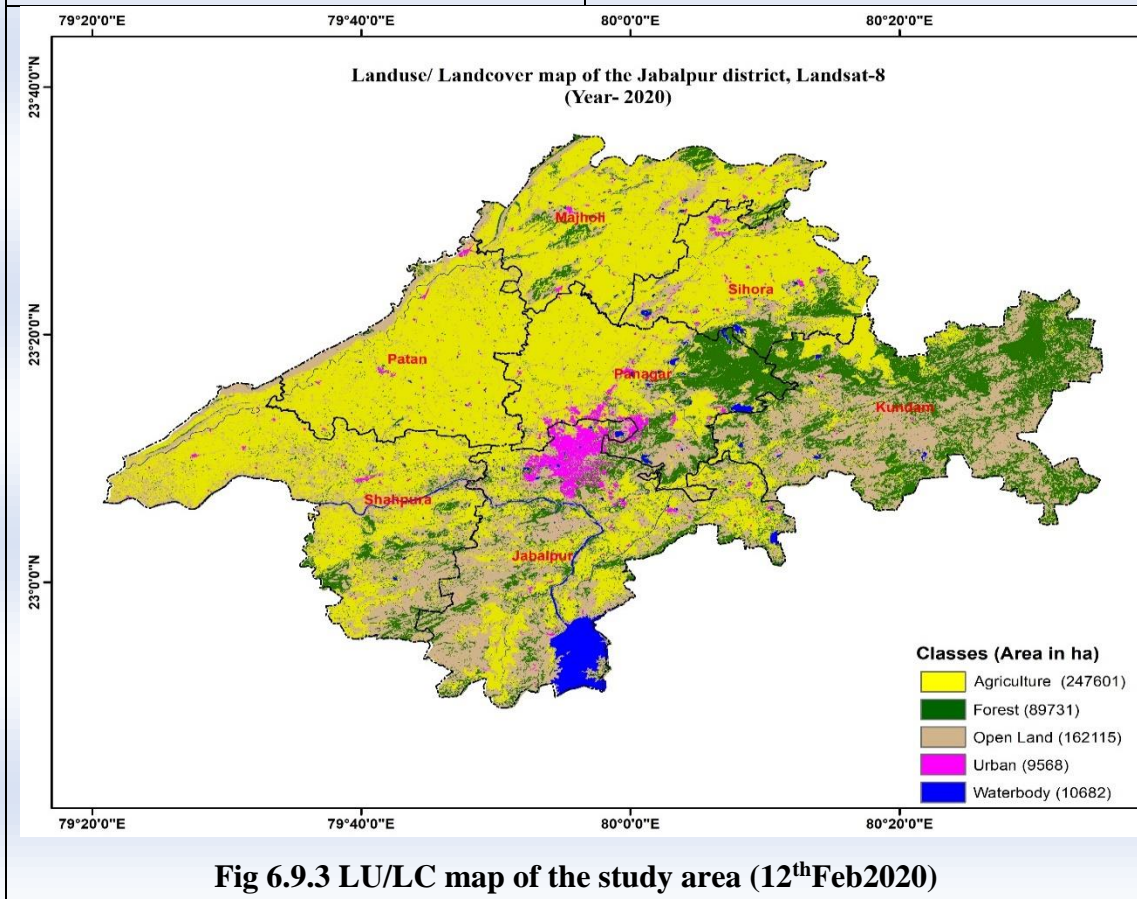 79°20'0"E 79°40'0"E 80°0'0"E 80°20'0"E
Landuse/ Landcover map of the Jabalpur district, Landsat-8
(Year- 2020)
23°40'0"N
23°20'0"N
23°0'0"N
Majholi
Sihora
Patan
Panagar
Kundam
Shahpura
Jabalpur
Classes (Area in ha)
Agriculture (247601)
Forest (89731)
Open Land (162115)
Urban (9568)
Waterbody (10682)
79°20'0"E 79°40'0"E 80°0'0"E 80°20'0"E
Fig 6.9.3 LU/LC map of the study area (12thFeb2020)